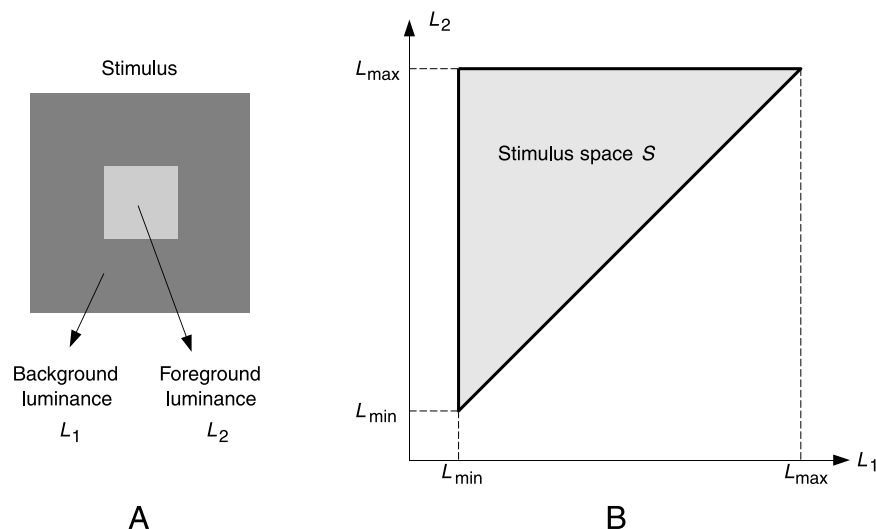 Stimulus
Background
luminance
L1
Foreground
luminance
L2
A
L2
Lmax
Stimulus space S
Lmin
Lmin
Lmax
L1
B